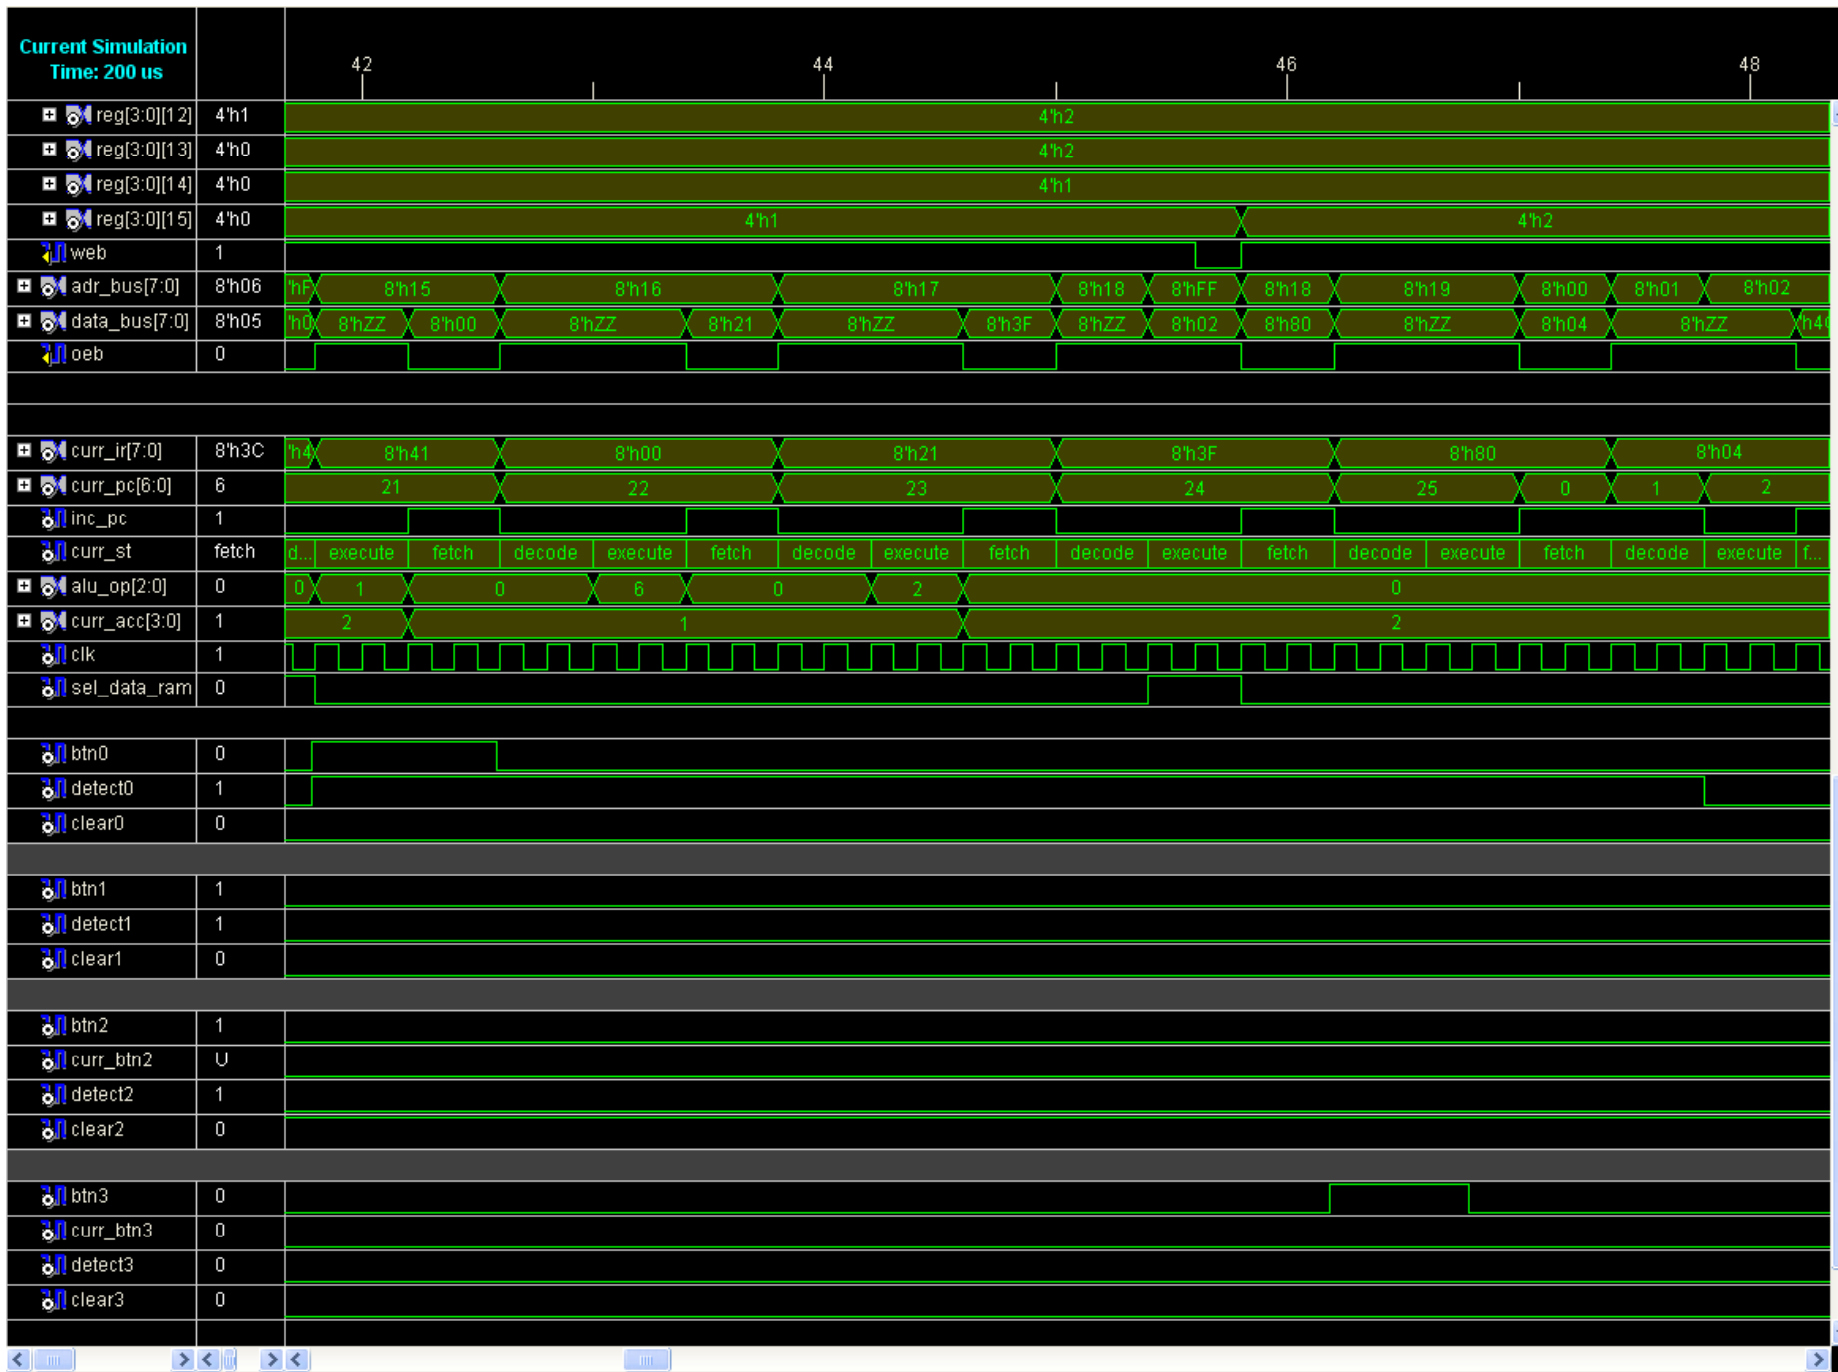 Current Simulation
Time: 200 us
42 44 46 48
reg[3:0][12] 4'h1 4'h2
reg[3:0][13] 4'h0 4'h2
reg[3:0][14] 4'h0 4'h1
reg[3:0][15] 4'h0 4'h1 4'h2
web 1
adr_bus[7:0] 8'h06 'hF 8'h15 8'h16 8'h17 8'h18 8'hFF 8'h18 8'h19 8'h00 8'h01 8'h02
data_bus[7:0] 8'h05 'h0 8'hZZ 8'h00 8'hZZ 8'h21 8'hZZ 8'h3F 8'hZZ 8'h02 8'h80 8'hZZ 8'h04 8'hZZ
oeb 0
curr_ir[7:0] 8'h3C 'h4 8'h41 8'h00 8'h21 8'h3F 8'h80 8'h04
curr_pc[6:0] 6 21 22 23 24 25 0 1 2
inc_pc 1
curr_st fetch d... execute fetch decode execute fetch decode execute fetch decode execute fetch decode execute fetch decode execute f...
alu_op[2:0] 0 0 1 0 6 0 2 0
curr_acc[3:0] 1 2 1 2
clk 1
sel_data_ram 0
btn0 0
detect0 1
clear0 0
btn1 1
detect1 1
clear1 0
btn2 1
curr_btn2 U
detect2 1
clear2 0
btn3 0
curr_btn3 0
detect3 0
clear3 0